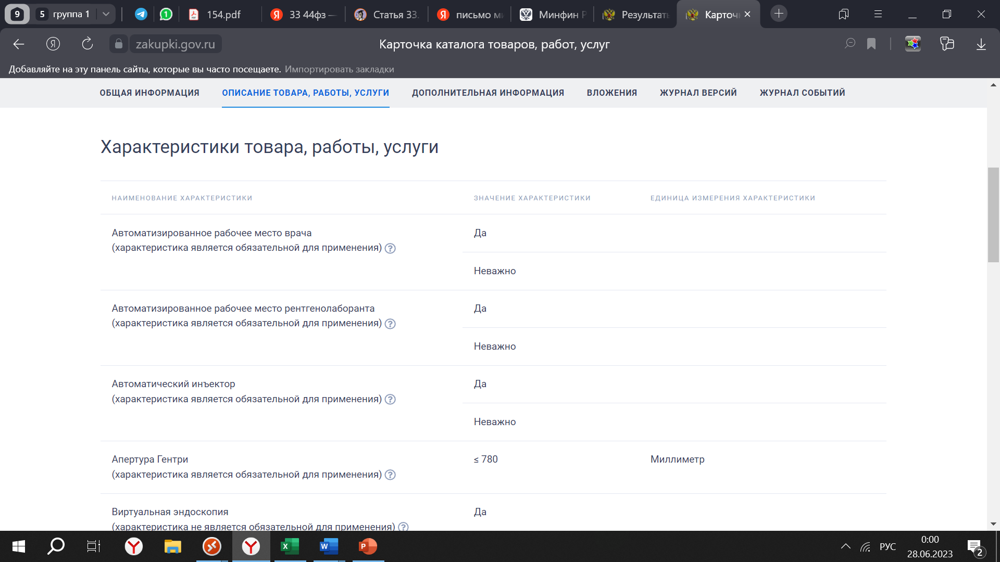 9 5 группа 1 154.pdf 33 44фз — Статья 33. письмо ми Минфин Р Результать Карточк
zakupki.gov.ru Карточка каталога товаров, работ, услуг
Добавляйте на эту панель сайты, которые вы часто посещаете. Импортировать закладки
ОБЩАЯ ИНФОРМАЦИЯ ОПИСАНИЕ ТОВАРА, РАБОТЫ, УСЛУГИ ДОПОЛНИТЕЛЬНАЯ ИНФОРМАЦИЯ ВЛОЖЕНИЯ ЖУРНАЛ ВЕРСИЙ ЖУРНАЛ СОБЫТИЙ
Характеристики товара, работы, услуги
НАИМЕНОВАНИЕ ХАРАКТЕРИСТИКИ ЗНАЧЕНИЕ ХАРАКТЕРИСТИКИ ЕДИНИЦА ИЗМЕРЕНИЯ ХАРАКТЕРИСТИКИ
Автоматизированное рабочее место врача Да
(характеристика является обязательной для применения) ?
Неважно
Автоматизированное рабочее место рентгенолаборанта Да
(характеристика является обязательной для применения) ?
Неважно
Автоматический инъектор Да
(характеристика является обязательной для применения) ?
Неважно
Апертура Гентри ≤ 780 Миллиметр
(характеристика является обязательной для применения) ?
Виртуальная эндоскопия Да
(характеристика не является обязательной для применения) ?
РУС 0:00
28.06.2023 2